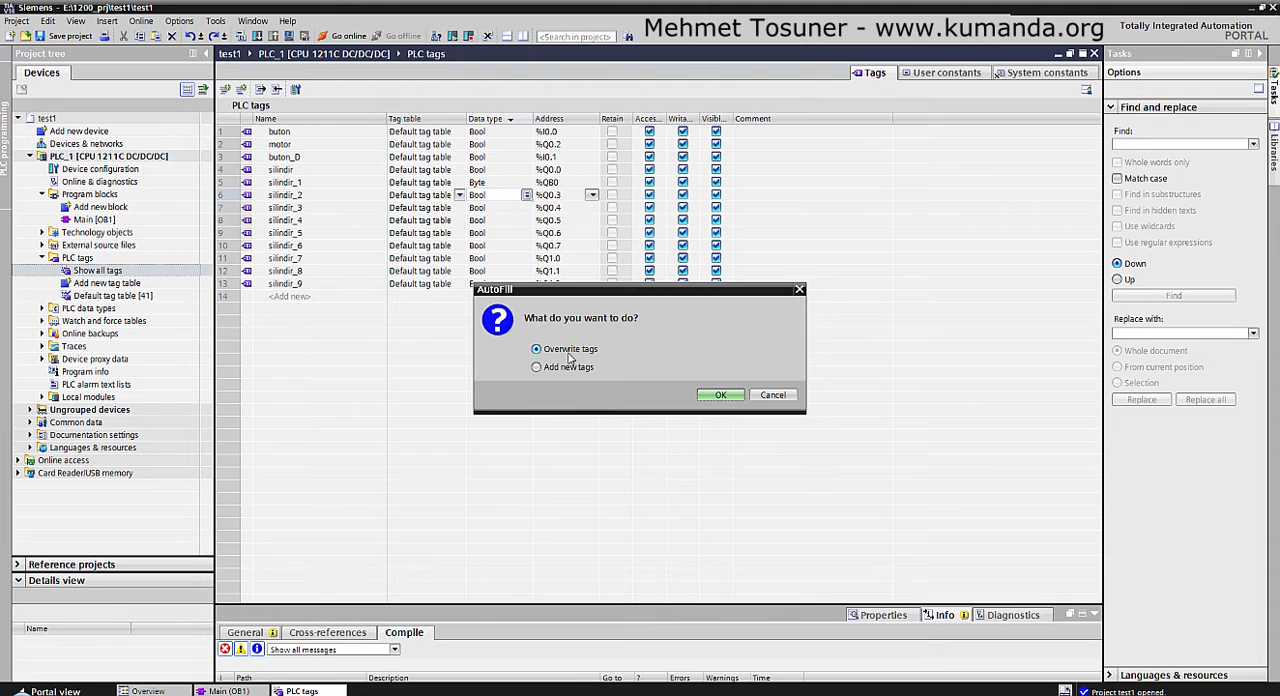 Siemens - E:\1200_prj\test1\test1
Mehmet Tosuner - www.kumanda.org
Project Edit View Insert Online Options Tools Window Help
Totally Integrated Automation
PORTAL
Save project Go online Go offline <Search in project>
Project tree
test1 PLC_1 [CPU 1211C DC/DC/DC] PLC tags
Tasks
Devices
Tags User constants System constants
Options
PLC tags
Find and replace
Name Tag table Data type Address Retain Acces... Writa... Visibl... Comment
1 buton Default tag table Bool %I0.0
2 motor Default tag table Bool %Q0.2
3 buton_D Default tag table Bool %I0.1
4 silindir Default tag table Bool %Q0.0
5 silindir_1 Default tag table Byte %QB0
6 silindir_2 Default tag table Bool %Q0.3
7 silindir_3 Default tag table Bool %Q0.4
8 silindir_4 Default tag table Bool %Q0.5
9 silindir_5 Default tag table Bool %Q0.6
10 silindir_6 Default tag table Bool %Q0.7
11 silindir_7 Default tag table Bool %Q1.0
12 silindir_8 Default tag table Bool %Q1.1
13 silindir_9 Default tag table
14 <Add new>
test1
Add new device
Devices & networks
PLC_1 [CPU 1211C DC/DC/DC]
Device configuration
Online & diagnostics
Program blocks
Add new block
Main [OB1]
Technology objects
External source files
PLC tags
Show all tags
Add new tag table
Default tag table [41]
PLC data types
Watch and force tables
Online backups
Traces
Device proxy data
Program info
PLC alarm text lists
Local modules
Ungrouped devices
Common data
Documentation settings
Languages & resources
Online access
Card Reader/USB memory
Reference projects
Details view
Name
AutoFill
What do you want to do?
Overwrite tags
Add new tags
OK Cancel
Find:
Whole words only
Match case
Find in substructures
Find in hidden texts
Use wildcards
Use regular expressions
Down
Up
Find
Replace with:
Whole document
From current position
Selection
Replace Replace all
Languages & resources
Properties Info Diagnostics
General Cross-references Compile
Show all messages
Path Description Go to ? Errors Warnings Time
Portal view Overview Main (OB1) PLC tags
Project test1 opened.
PLC programming
Tasks
Libraries